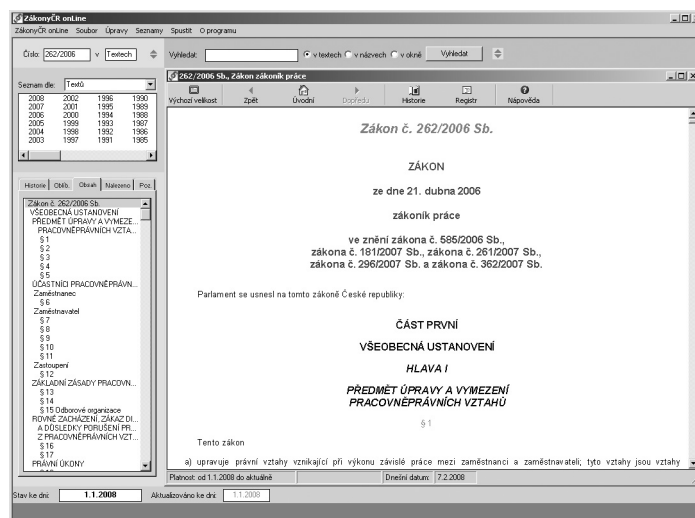 ZákonyČR onLine
ZákonyČR onLine Soubor Úpravy Seznamy Spustit O programu
Číslo: 262/2006 v Textech
Vyhledat: v textech v názvech v okně Vyhledat
Seznam dle: Textů
2008 2002 1996 1990
2007 2001 1995 1989
2006 2000 1994 1988
2005 1999 1993 1987
2004 1998 1992 1986
2003 1997 1991 1985
Historie Oblíb. Obsah Nalezeno Poz.
Zákon č. 262/2006 Sb.
VŠEOBECNÁ USTANOVENÍ
PŘEDMĚT ÚPRAVY A VYMEZE...
PRACOVNĚPRÁVNÍCH VZTA...
§ 1
§ 2
§ 3
§ 4
§ 5
ÚČASTNÍCI PRACOVNĚPRÁVN...
Zaměstnanec
§ 6
Zaměstnavatel
§ 7
§ 8
§ 9
§ 10
§ 11
Zastoupení
§ 12
ZÁKLADNÍ ZÁSADY PRACOVN...
§ 13
§ 14
§ 15 Odborové organizace
ROVNÉ ZACHÁZENÍ, ZÁKAZ DI...
A DŮSLEDKY PORUŠENÍ PR...
Z PRACOVNĚPRÁVNÍCH VZT...
§ 16
§ 17
PRÁVNÍ ÚKONY
262/2006 Sb., Zákon zákoník práce
Výchozí velikost Zpět Úvodní Dopředu Historie Registr Nápověda
Zákon č. 262/2006 Sb.
ZÁKON
ze dne 21. dubna 2006
zákoník práce
ve znění zákona č. 585/2006 Sb.,
zákona č. 181/2007 Sb., zákona č. 261/2007 Sb.,
zákona č. 296/2007 Sb. a zákona č. 362/2007 Sb.
Parlament se usnesl na tomto zákoně České republiky:
ČÁST PRVNÍ
VŠEOBECNÁ USTANOVENÍ
HLAVA I
PŘEDMĚT ÚPRAVY A VYMEZENÍ
PRACOVNĚPRÁVNÍCH VZTAHŮ
§ 1
Tento zákon
a) upravuje právní vztahy vznikající při výkonu závislé práce mezi zaměstnanci a zaměstnavateli; tyto vztahy jsou vztahy
Platnost: od 1.1.2008 do aktuálně Dnešní datum: 7.2.2008
Stav ke dni: 1.1.2008 Aktualizováno ke dni: 1.1.2008